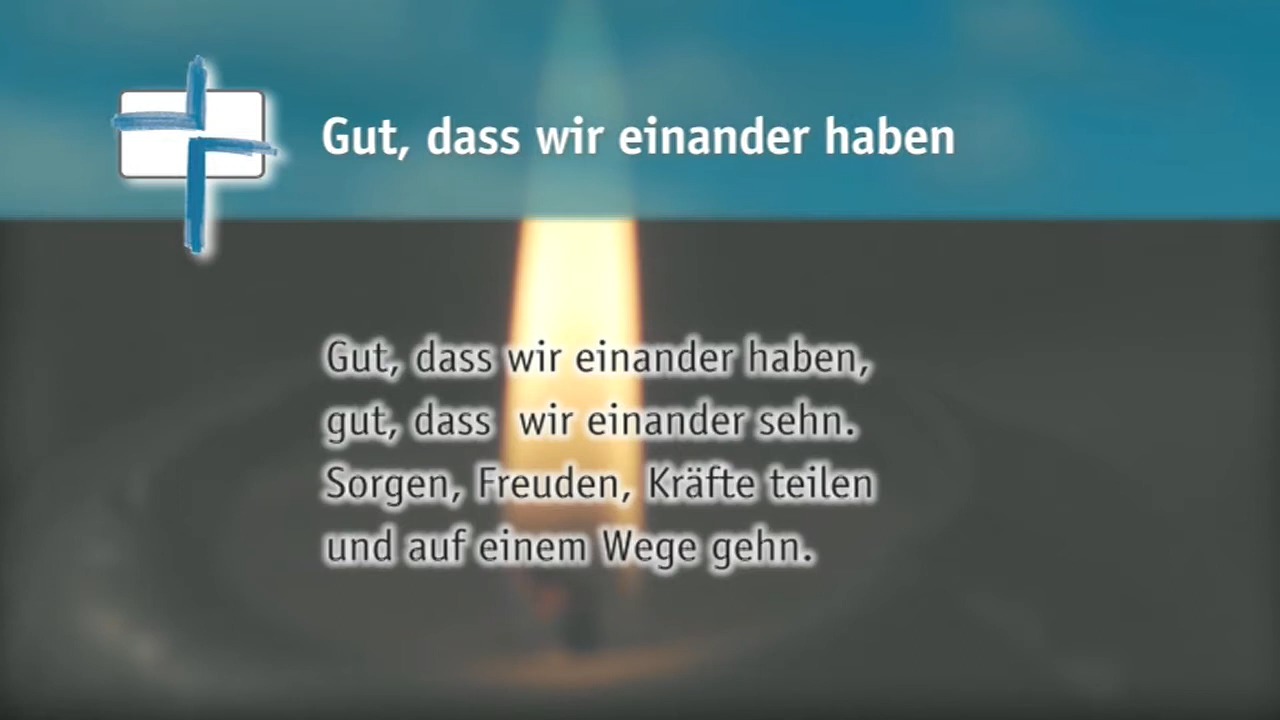 Gut, dass wir einander haben
Gut, dass wir einander haben,
gut, dass  wir einander sehn.
Sorgen, Freuden, Kräfte teilen
und auf einem Wege gehn.